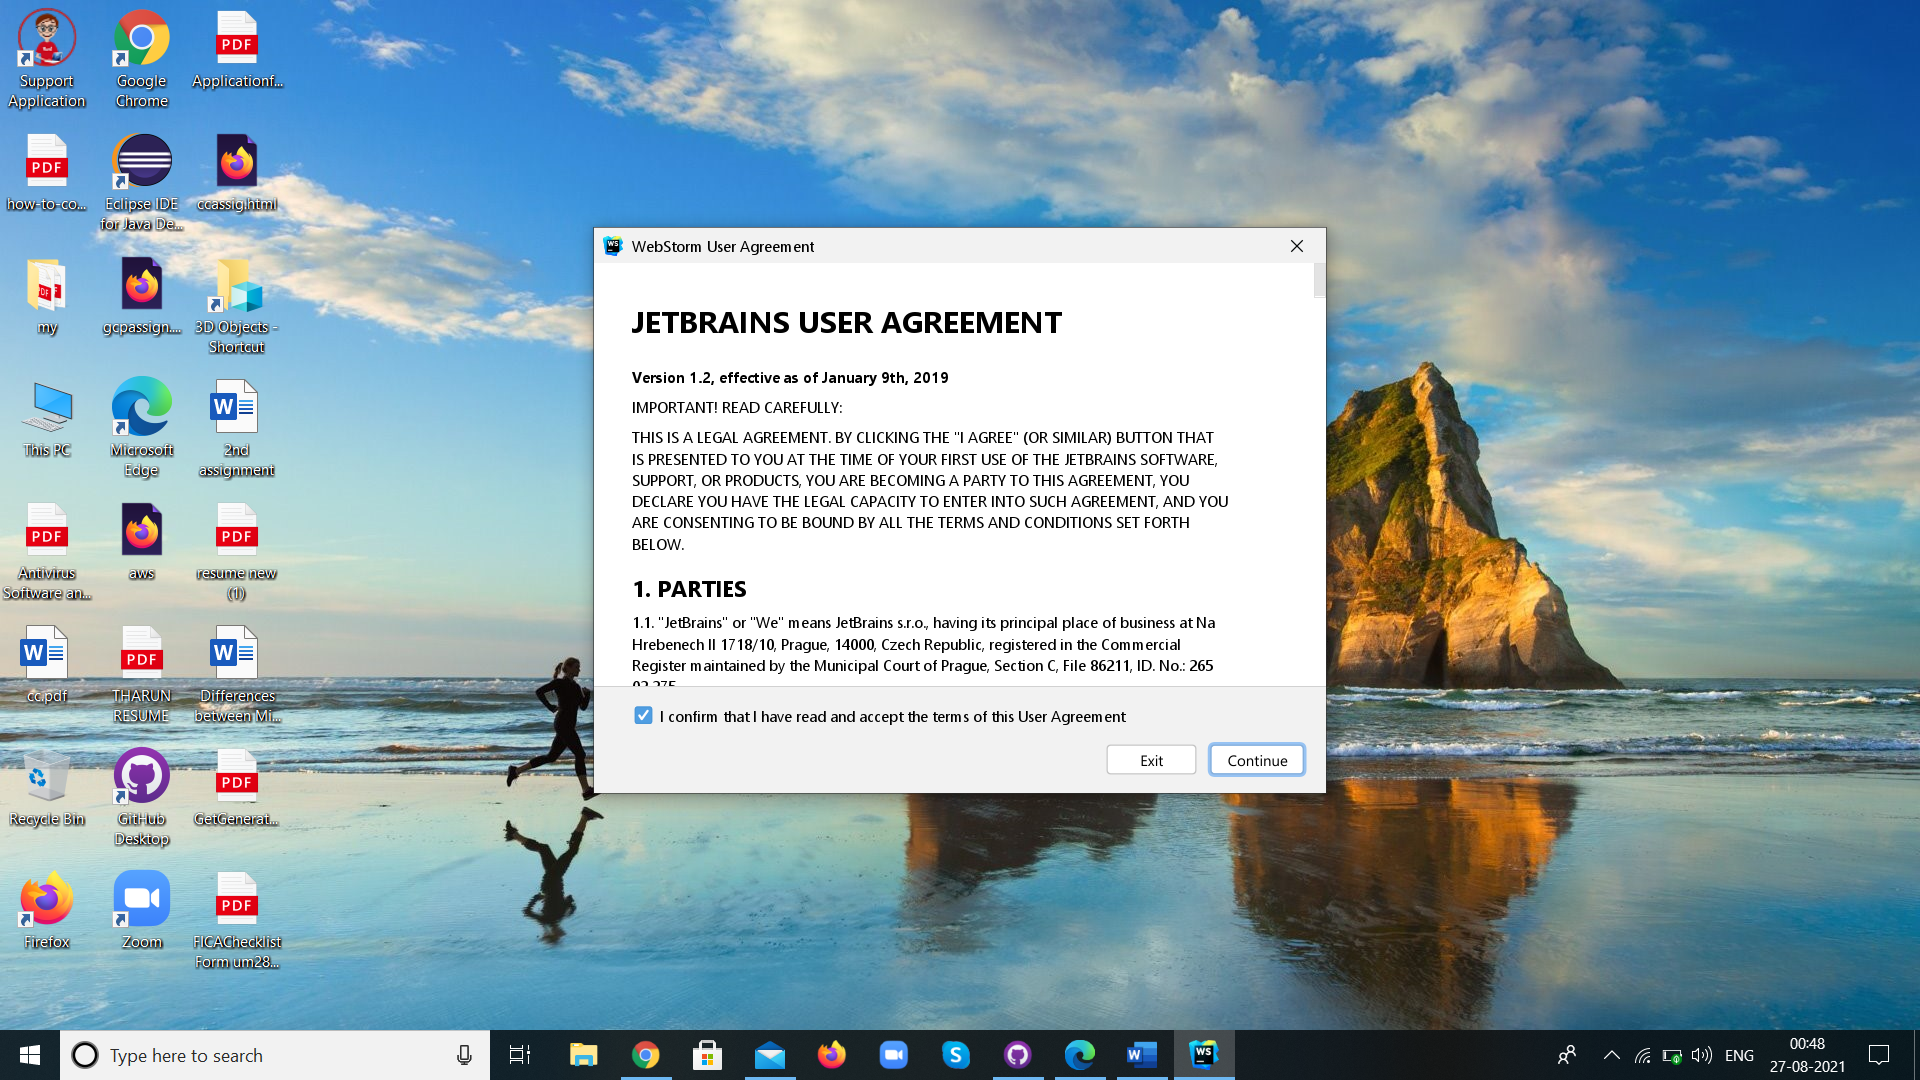 Support
Application
Google
Chrome
Applicationf...
how-to-co...
Eclipse IDE
for Java De...
ccassig.html
my
gcpassign....
3D Objects -
Shortcut
This PC
Microsoft
Edge
2nd
assignment
Antivirus
Software an...
aws
resume new
(1)
cc.pdf
THARUN
RESUME
Differences
between Mi...
Recycle Bin
GitHub
Desktop
GetGenerat...
Firefox
Zoom
FICAChecklist
Form um28...
WebStorm User Agreement
JETBRAINS USER AGREEMENT
Version 1.2, effective as of January 9th, 2019
IMPORTANT! READ CAREFULLY:
THIS IS A LEGAL AGREEMENT. BY CLICKING THE "I AGREE" (OR SIMILAR) BUTTON THAT
IS PRESENTED TO YOU AT THE TIME OF YOUR FIRST USE OF THE JETBRAINS SOFTWARE,
SUPPORT, OR PRODUCTS, YOU ARE BECOMING A PARTY TO THIS AGREEMENT, YOU
DECLARE YOU HAVE THE LEGAL CAPACITY TO ENTER INTO SUCH AGREEMENT, AND YOU
ARE CONSENTING TO BE BOUND BY ALL THE TERMS AND CONDITIONS SET FORTH
BELOW.
1. PARTIES
1.1. "JetBrains" or "We" means JetBrains s.r.o., having its principal place of business at Na
Hrebenech II 1718/10, Prague, 14000, Czech Republic, registered in the Commercial
Register maintained by the Municipal Court of Prague, Section C, File 86211, ID. No.: 265
02 275
I confirm that I have read and accept the terms of this User Agreement
Exit
Continue
Type here to search
ENG
00:48
27-08-2021